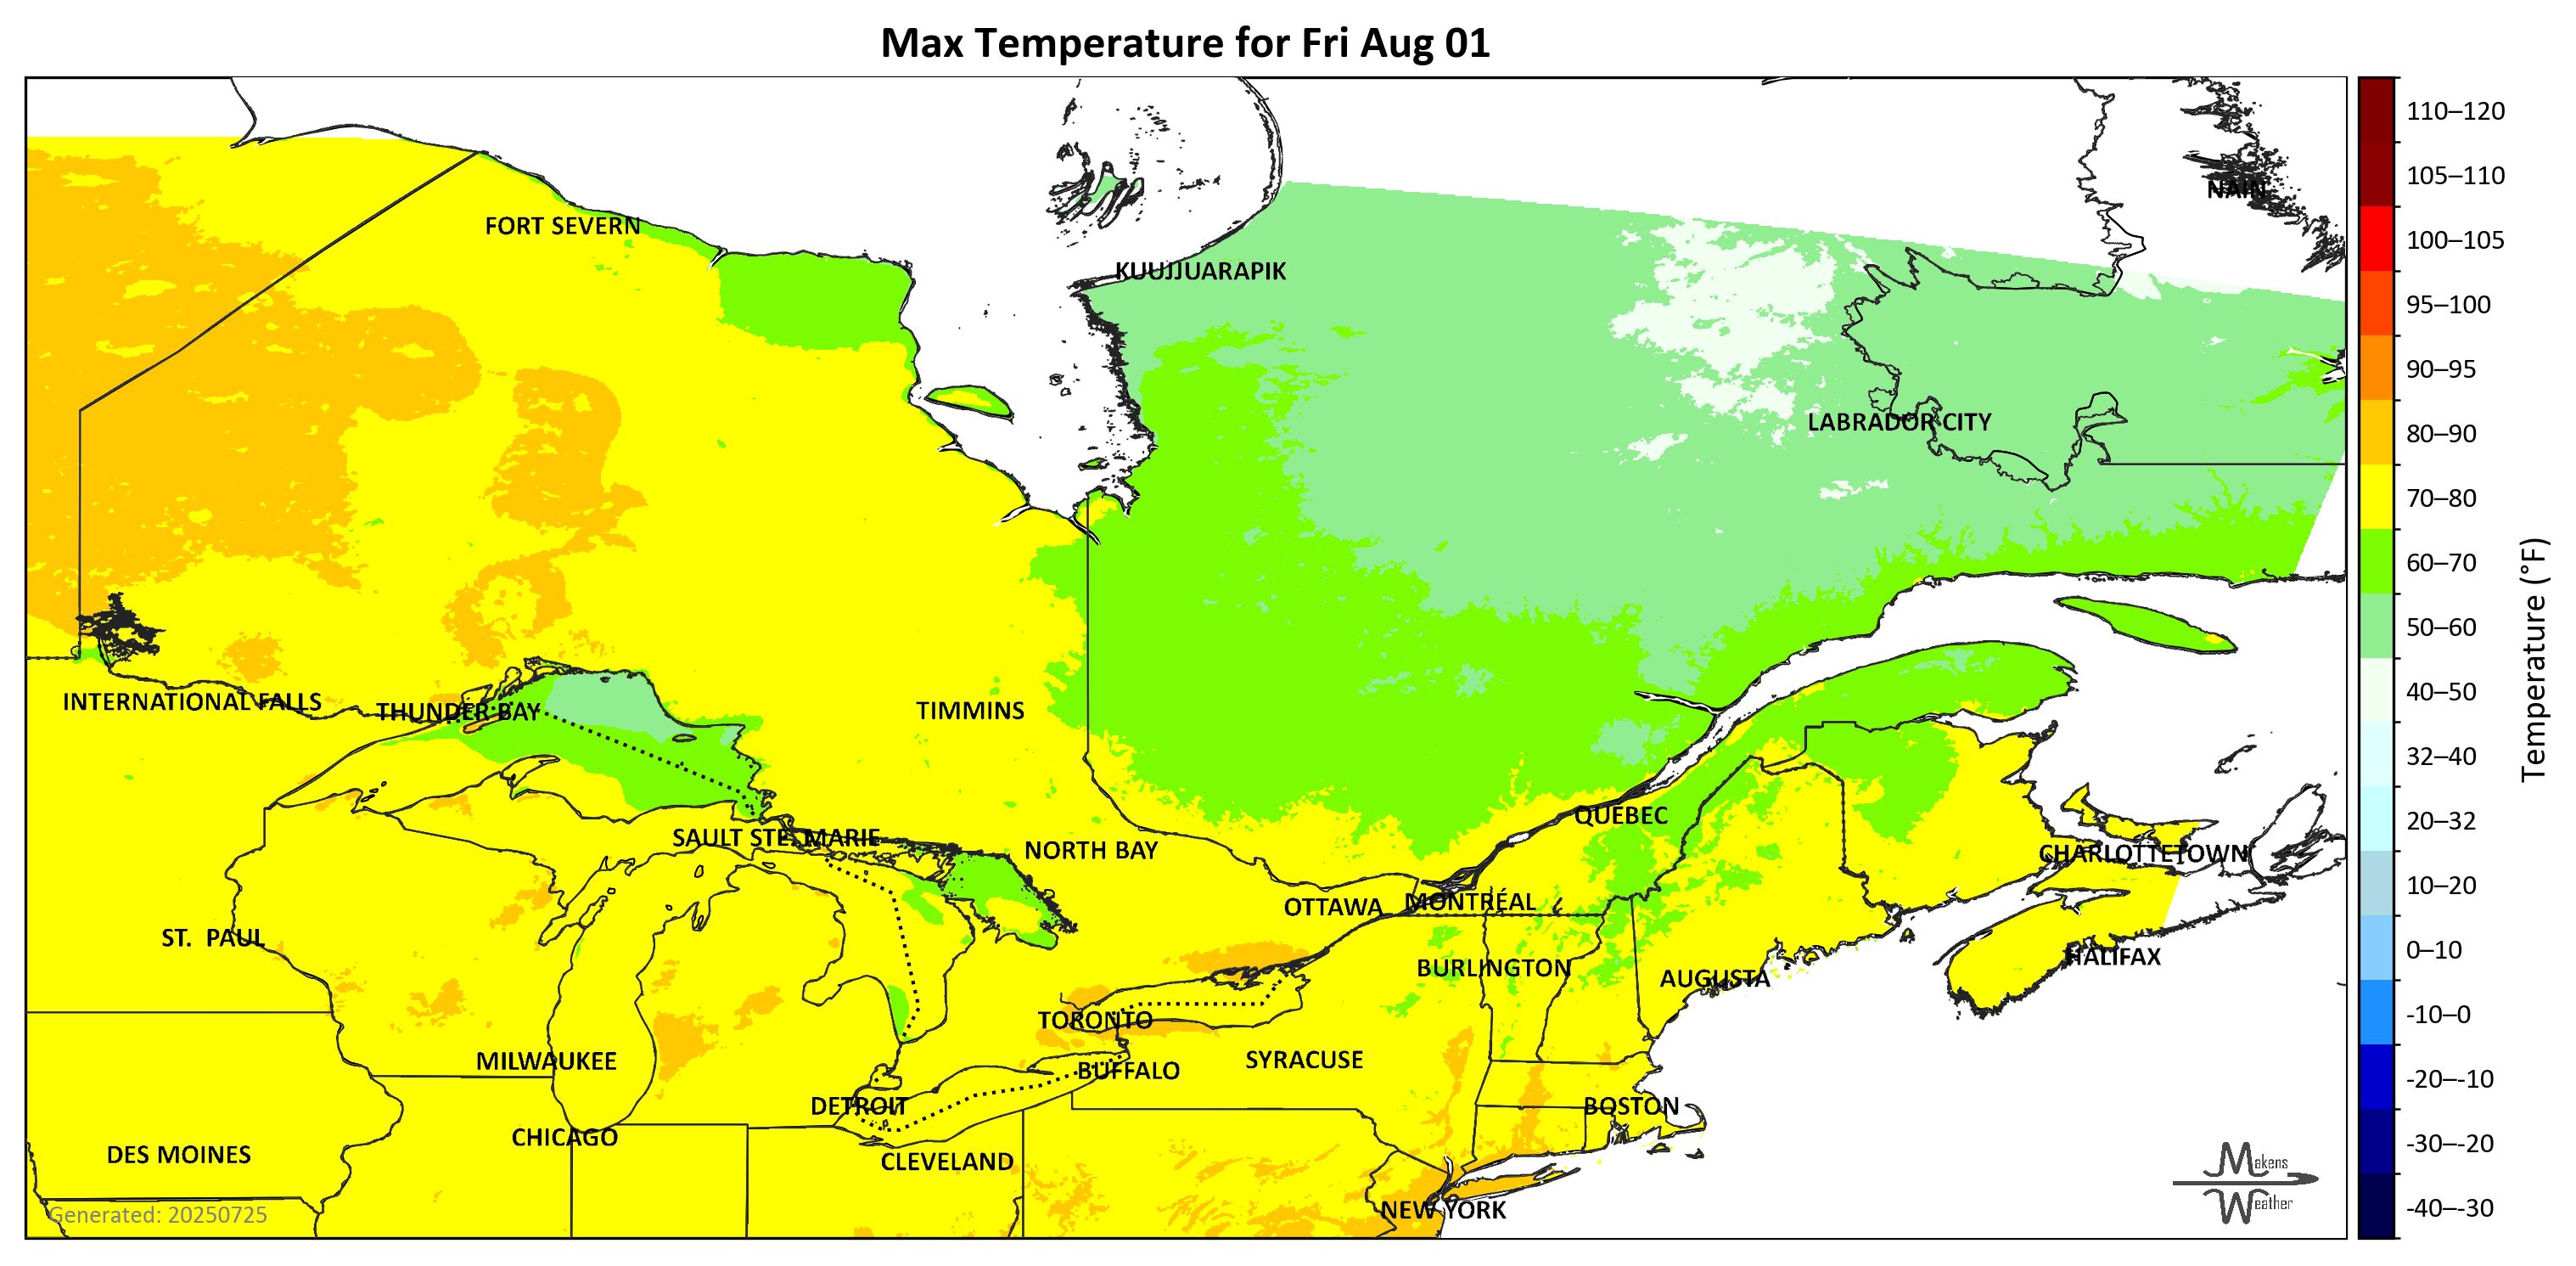 Max Temperature for Fri Aug 01
110–120
105–110
NAIN
FORT SEVERN
100–105
KUUJJUARAPIK
95–100
90–95
LABRADOR CITY
80–90
70–80
60–70
50–60
Temperature (°F)
INTERNATIONAL FALLS
THUNDER BAY
TIMMINS
40–50
32–40
QUÉBEC
20–32
SAULT STE. MARIE
NORTH BAY
CHARLOTTETOWN
10–20
OTTAWA
MONTRÉAL
ST. PAUL
BURLINGTON
HALIFAX
0–10
AUGUSTA
TORONTO
-10–0
MILWAUKEE
SYRACUSE
BUFFALO
-20–-10
DETROIT
BOSTON
CHICAGO
-30–-20
DES MOINES
CLEVELAND
Makens
Weather
NEW YORK
-40–-30
Generated: 20250725